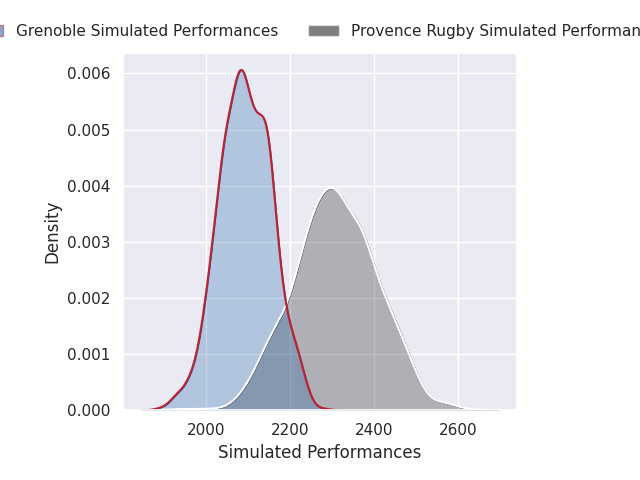 Grenoble Simulated Performances
Provence Rugby Simulated Performan
0.006
0.005
0.004
0.003
0.002
0.001
0.000
Density
2000 2200 2400 2600
Simulated Performances